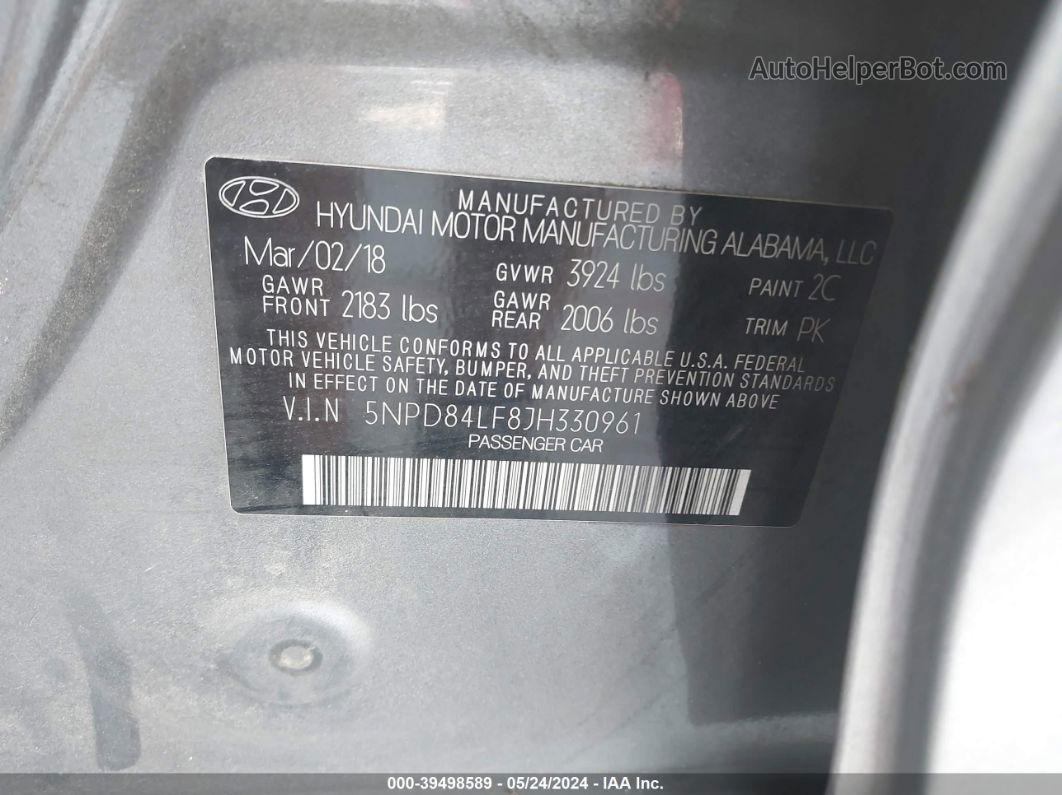 AutoHelperBot.com
MANUFACTURED BY
HYUNDAI MOTOR MANUFACTURING ALABAMA, LLC
Mar/02/18 GVWR 3924 lbs PAINT 2C
GAWR FRONT 2183 lbs GAWR REAR 2006 lbs TRIM PK
THIS VEHICLE CONFORMS TO ALL APPLICABLE U.S.A. FEDERAL
MOTOR VEHICLE SAFETY, BUMPER, AND THEFT PREVENTION STANDARDS
IN EFFECT ON THE DATE OF MANUFACTURE SHOWN ABOVE
V.I.N 5NPD84LF8JH330961
PASSENGER CAR
000-39498589 - 05/24/2024 - IAA Inc.